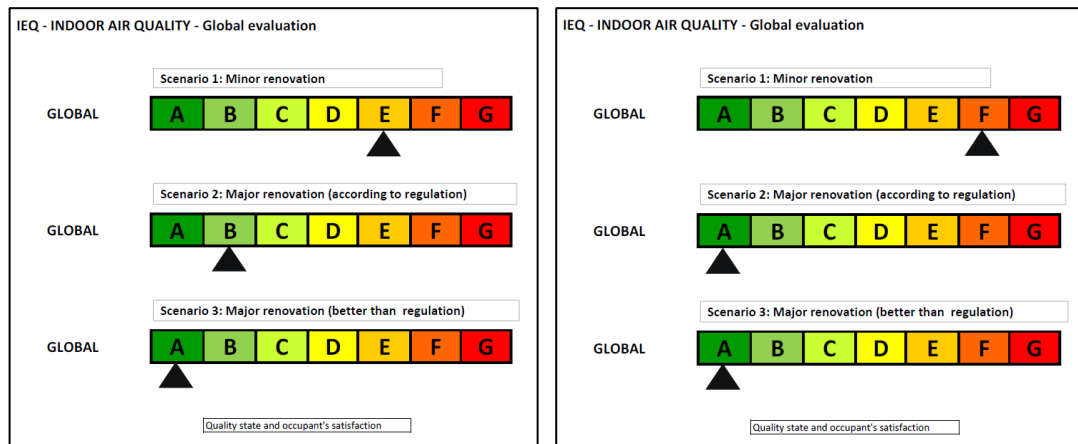 IEQ - INDOOR AIR QUALITY - Global evaluation
Scenario 1: Minor renovation
GLOBAL A B C D E F G
Scenario 2: Major renovation (according to regulation)
GLOBAL A B C D E F G
Scenario 3: Major renovation (better than regulation)
GLOBAL A B C D E F G
Quality state and occupant's satisfaction
IEQ - INDOOR AIR QUALITY - Global evaluation
Scenario 1: Minor renovation
GLOBAL A B C D E F G
Scenario 2: Major renovation (according to regulation)
GLOBAL A B C D E F G
Scenario 3: Major renovation (better than regulation)
GLOBAL A B C D E F G
Quality state and occupant's satisfaction